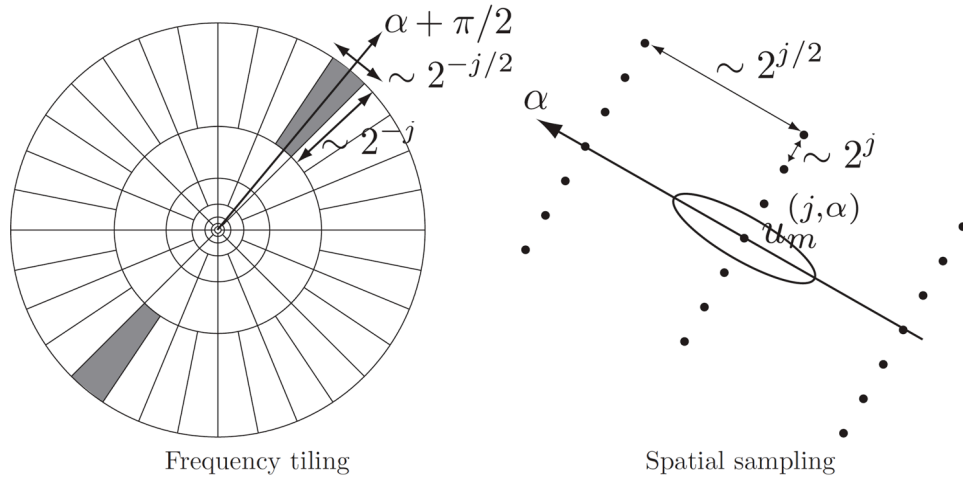 α + π/2
∼ 2^{-j/2}
∼ 2^{-j}
Frequency tiling
∼ 2^{j/2}
α
∼ 2^{j}
u_m^{(j,α)}
Spatial sampling